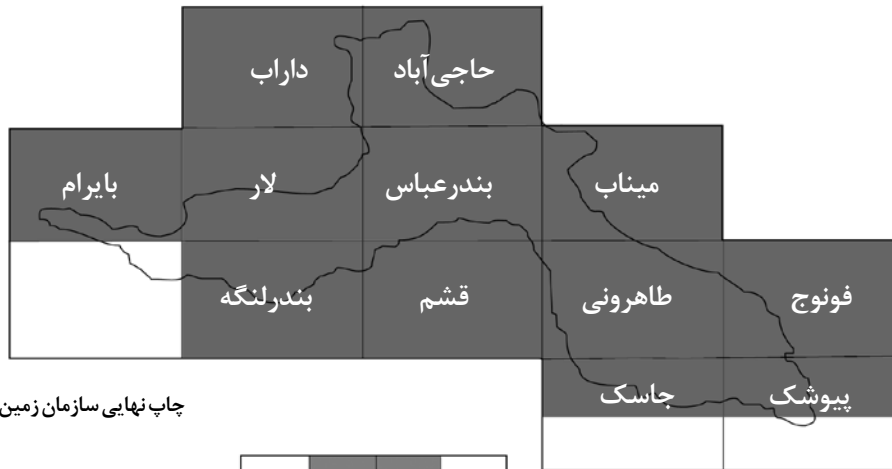 حاجی‌آباد داراب
میناب بندرعباس لار بایرام
فونوج طاهرونی قشم بندرلنگه
پیوشک جاسک
چاپ نهایی سازمان زمین